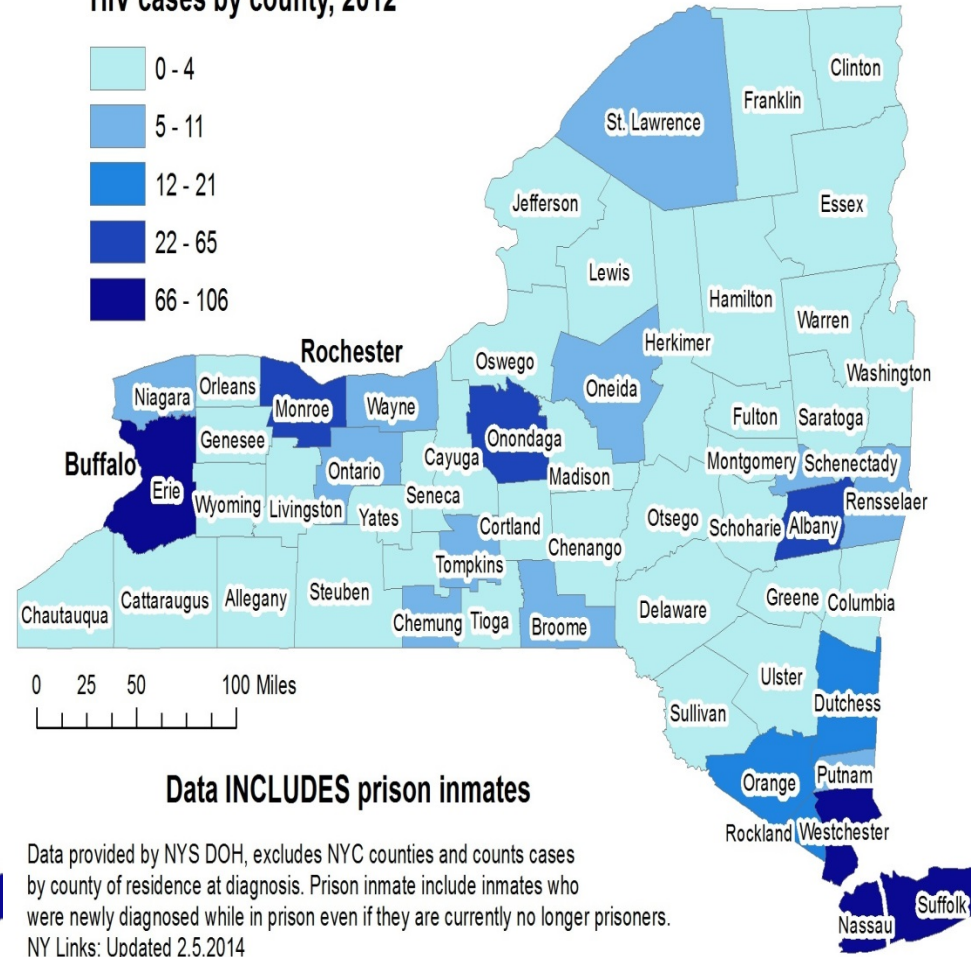 HIV cases by county, 2012
0 - 4
5 - 11
12 - 21
22 - 65
66 - 106
Clinton
Franklin
St. Lawrence
Jefferson
Essex
Lewis
Hamilton
Warren
Herkimer
Rochester
Oswego
Washington
Niagara
Orleans
Oneida
Monroe
Wayne
Fulton
Saratoga
Genesee
Onondaga
Buffalo
Cayuga
Montgomery
Schenectady
Ontario
Madison
Erie
Seneca
Rensselaer
Wyoming
Livingston
Yates
Cortland
Otsego
Schoharie
Albany
Chenango
Tompkins
Steuben
Cattaraugus
Allegany
Greene
Columbia
Chautauqua
Delaware
Chemung
Tioga
Broome
Ulster
0 25 50 100 Miles
Dutchess
Sullivan
Orange
Putnam
Data INCLUDES prison inmates
Rockland
Westchester
Data provided by NYS DOH, excludes NYC counties and counts cases
by county of residence at diagnosis. Prison inmate include inmates who
were newly diagnosed while in prison even if they are currently no longer prisoners.
NY Links: Updated 2.5.2014
Suffolk
Nassau